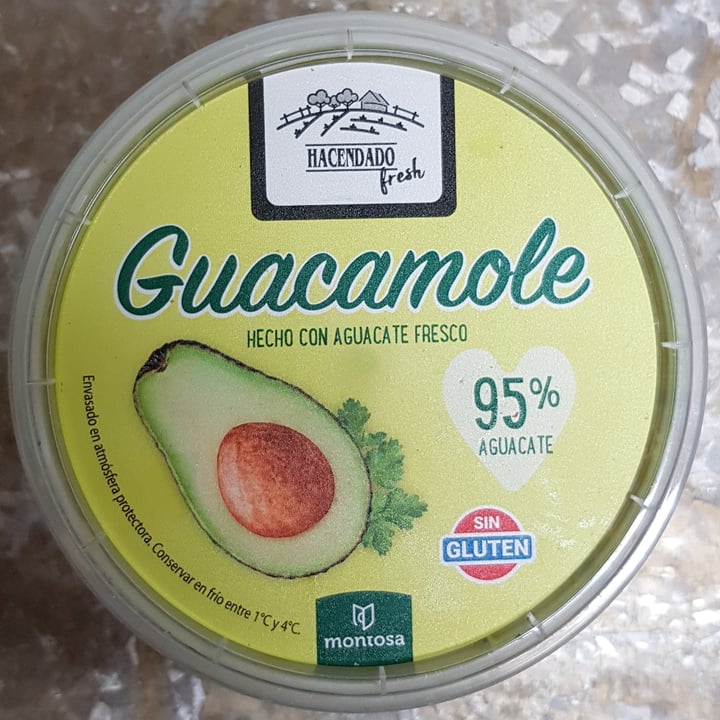 HACENDADO
fresh
Guacamole
HECHO CON AGUACATE FRESCO
95%
AGUACATE
SIN
GLUTEN
Envasado en atmósfera protectora. Conservar en frío entre 1°C y 4°C.
montosa